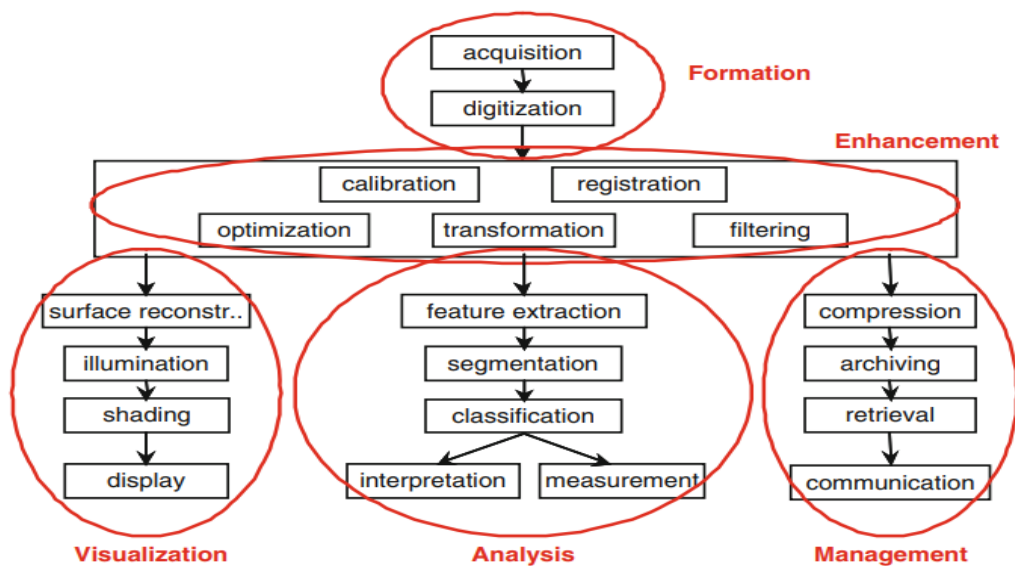 acquisition
Formation
digitization
Enhancement
calibration
registration
optimization
transformation
filtering
surface reconstr..
illumination
shading
display
Visualization
feature extraction
segmentation
classification
interpretation
measurement
Analysis
compression
archiving
retrieval
communication
Management